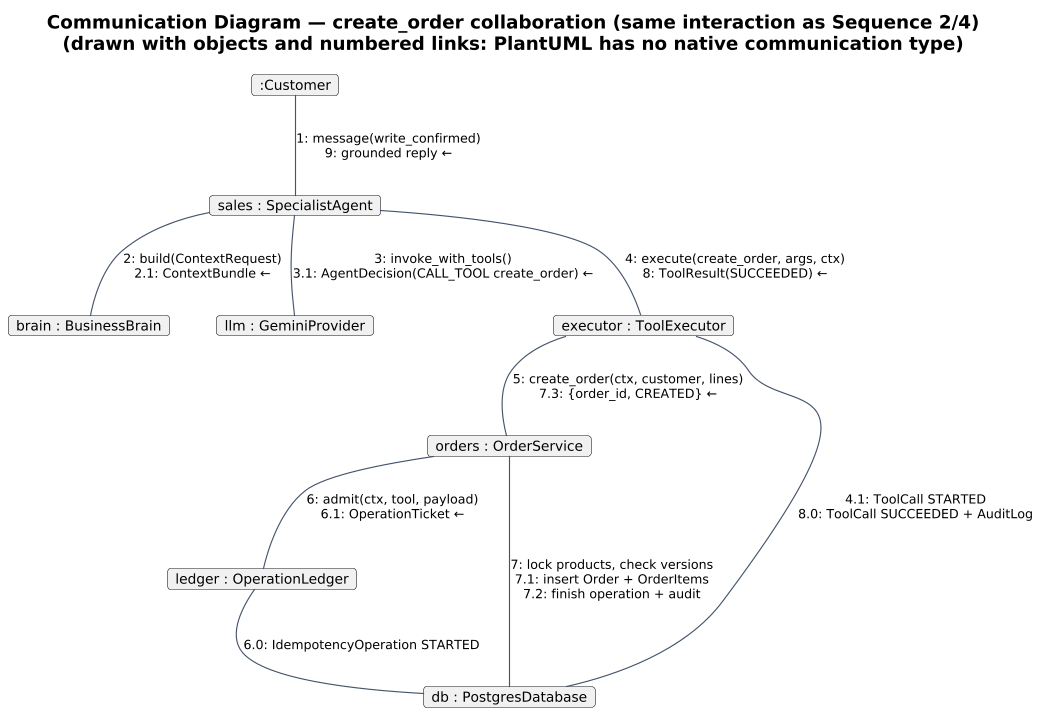 Communication Diagram — create_order collaboration (same interaction as Sequence 2/4)
(drawn with objects and numbered links: PlantUML has no native communication type)
:Customer
1: message(write_confirmed)
9: grounded reply ←
sales : SpecialistAgent
2: build(ContextRequest)
2.1: ContextBundle ←
3: invoke_with_tools()
3.1: AgentDecision(CALL_TOOL create_order) ←
4: execute(create_order, args, ctx)
8: ToolResult(SUCCEEDED) ←
brain : BusinessBrain
llm : GeminiProvider
executor : ToolExecutor
5: create_order(ctx, customer, lines)
7.3: {order_id, CREATED} ←
orders : OrderService
6: admit(ctx, tool, payload)
6.1: OperationTicket ←
4.1: ToolCall STARTED
8.0: ToolCall SUCCEEDED + AuditLog
7: lock products, check versions
7.1: insert Order + OrderItems
7.2: finish operation + audit
ledger : OperationLedger
6.0: IdempotencyOperation STARTED
db : PostgresDatabase